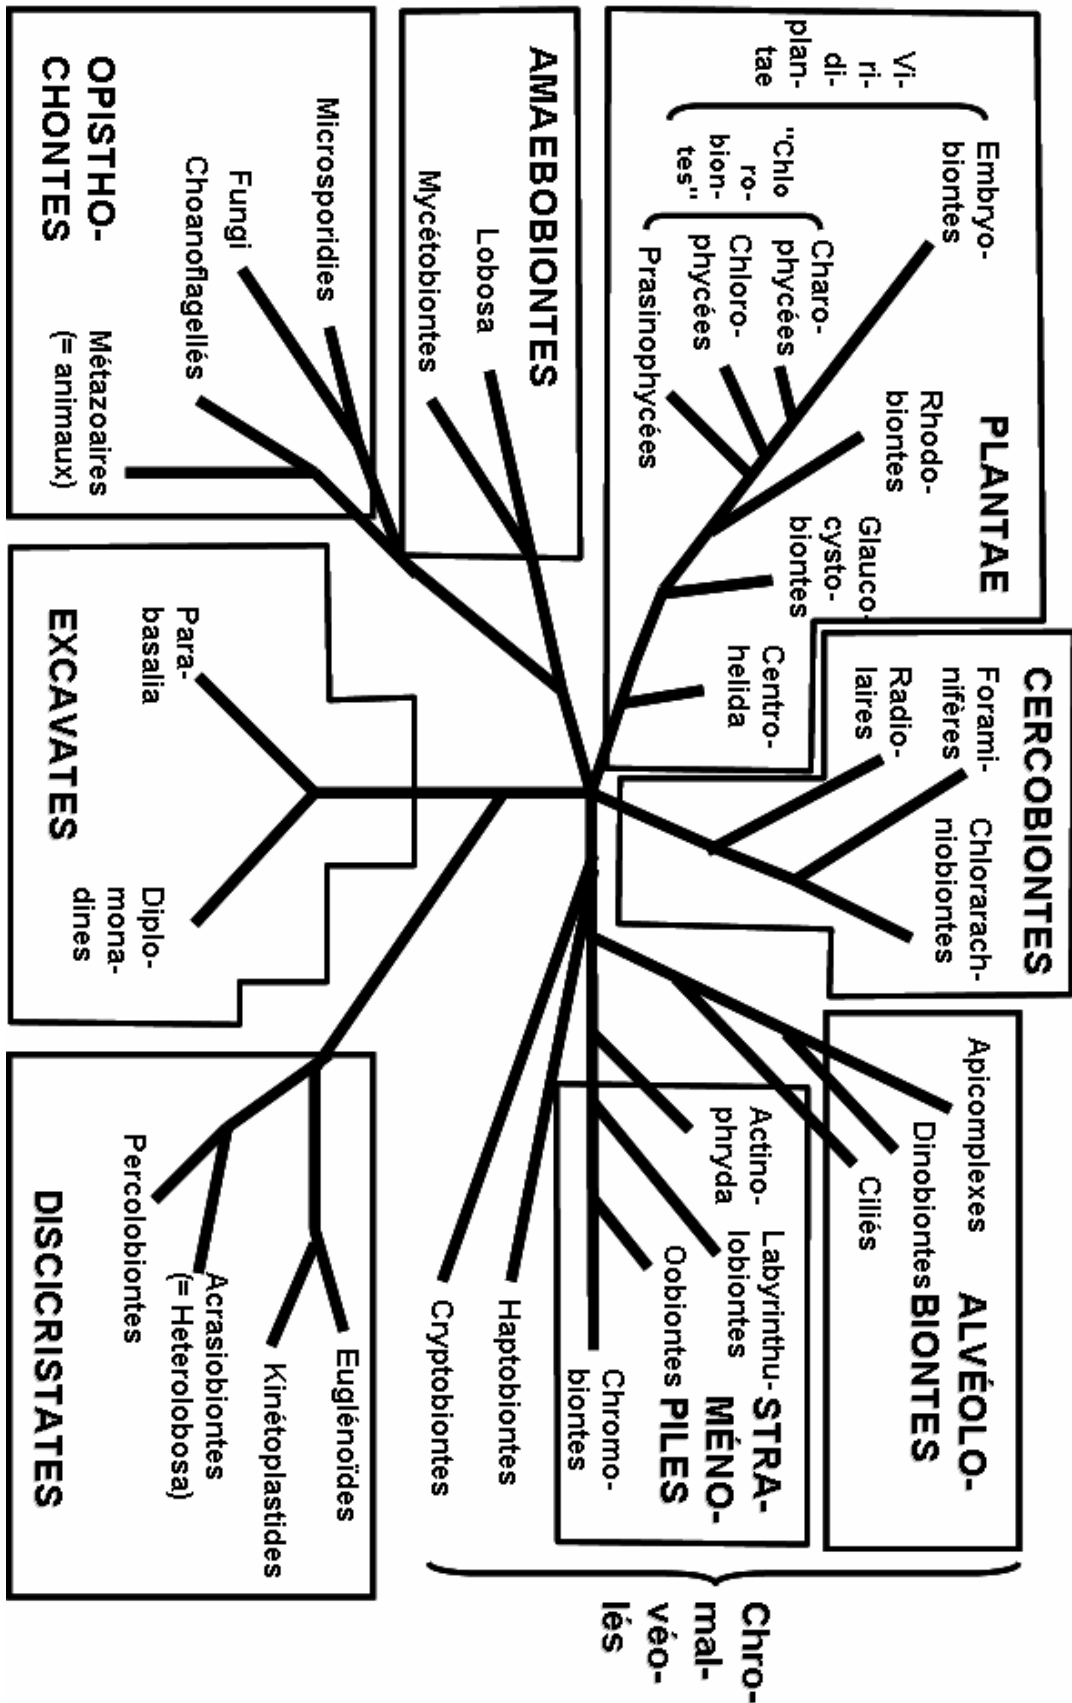 Vi-
ri-
di-
plan-
tae
Embryo-
biontes
"Chlo
ro-
bion-
tes"
Charo-
phycées
Chloro-
phycées
Prasinophycées
Rhodo-
biontes
PLANTAE
Glauco-
cysto-
biontes
Centro-
helida
CERCOBIONTES
Forami-
nifères
Radio-
laires
Chlorarach-
niobiontes
Apicomplexes
Dinobiontes
Ciliés
ALVÉOLO-
BIONTES
Actino-
phryda
Labyrinthu-
lobiontes
Oobiontes
STRA-
MÉNO-
PILES
Chromo-
biontes
Haptobiontes
Cryptobiontes
Chro-
mal-
véo-
lés
AMAEBOBIONTES
Lobosa
Mycétobiontes
Microsporidies
Fungi
Choanoflagellés
Métazoaires
(= animaux)
OPISTHO-
CHONTES
Para-
basalia
EXCAVATES
Diplo-
mona-
dines
Euglénoïdes
Kinétoplastides
Acrasiobiontes
(= Heterolobosa)
Percolobiontes
DISCICRISTATES